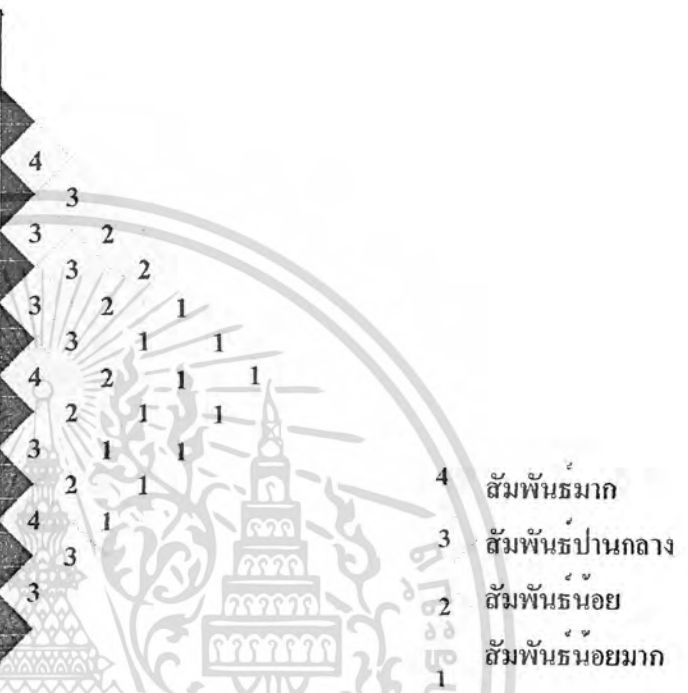 4
3
3 2
3 2
3 2 1
3 1 1
4 2 1 1
2 1 1
3 1 1
2 1
4 1
3
3
4 สัมพันธ์มาก
3 สัมพันธ์ปานกลาง
2 สัมพันธ์น้อย
1 สัมพันธ์น้อยมาก